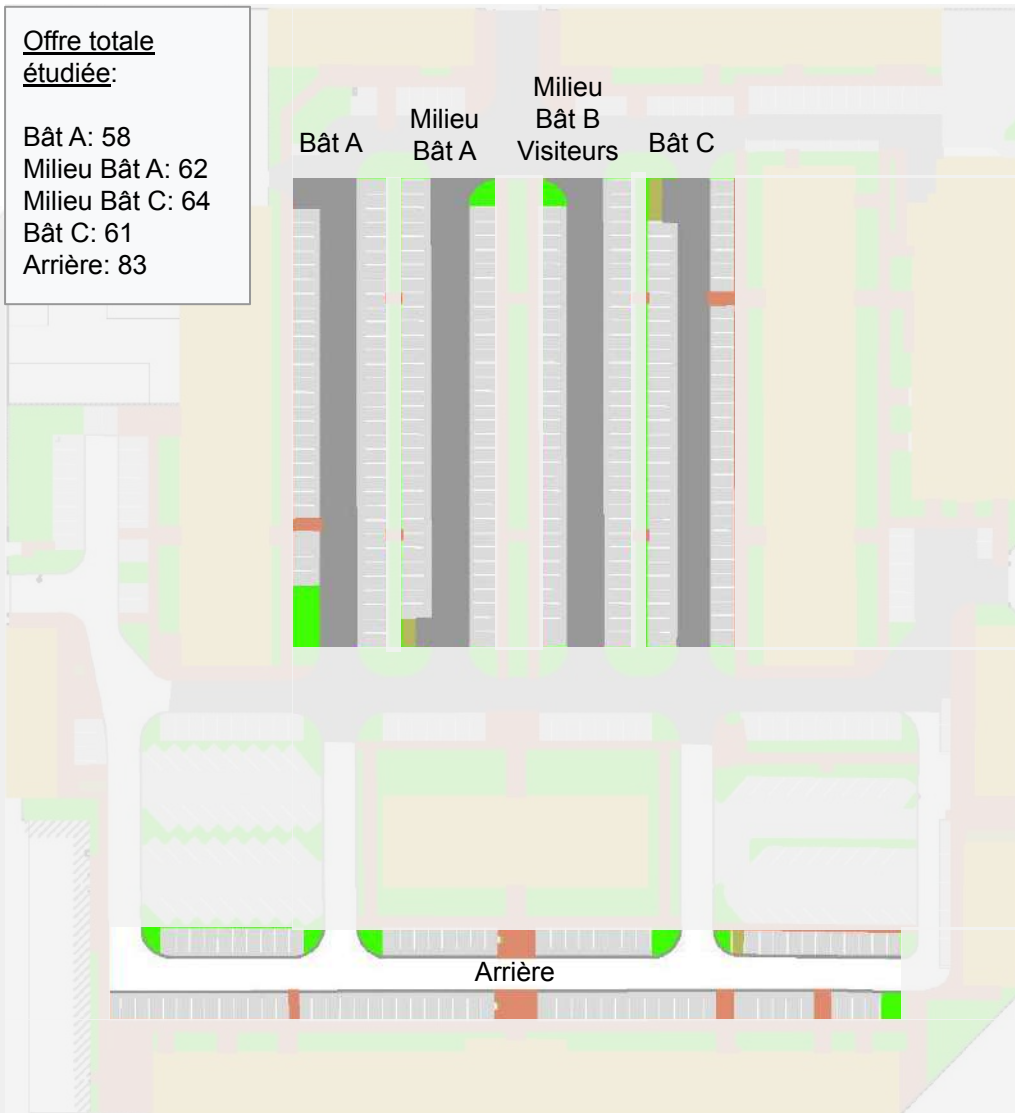 Offre totale
étudiée:
Bât A: 58
Milieu Bât A: 62
Milieu Bât C: 64
Bât C: 61
Arrière: 83
Bât A
Milieu
Bât A
Milieu
Bât B
Visiteurs
Bât C
Arrière